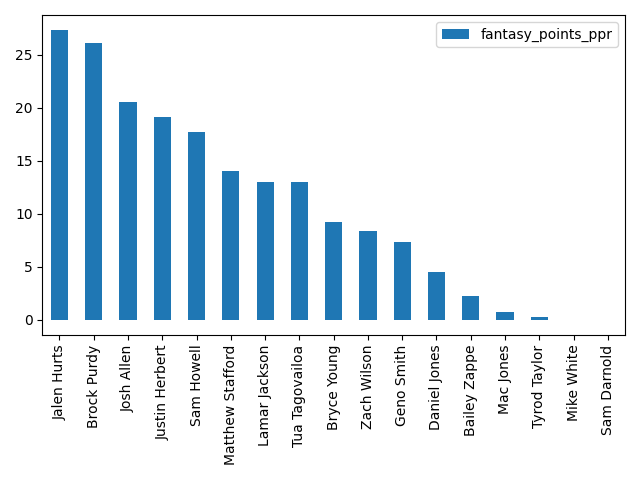 fantasy_points_ppr
25
20
15
10
5
0
Jalen Hurts
Brock Purdy
Josh Allen
Justin Herbert
Sam Howell
Matthew Stafford
Lamar Jackson
Tua Tagovailoa
Bryce Young
Zach Wilson
Geno Smith
Daniel Jones
Bailey Zappe
Mac Jones
Tyrod Taylor
Mike White
Sam Darnold